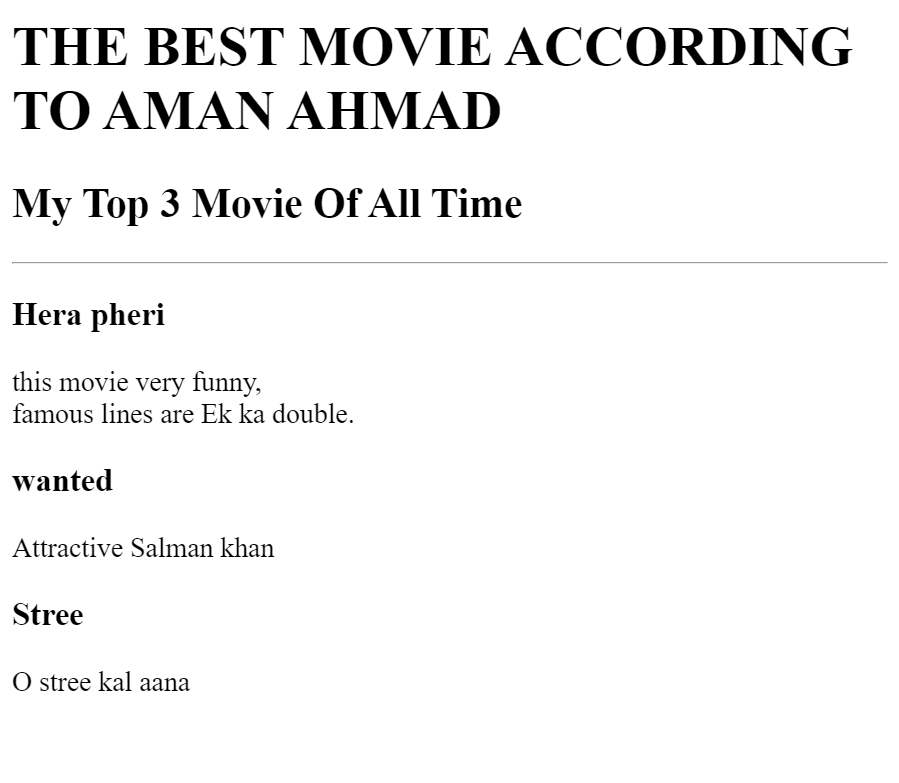 THE BEST MOVIE ACCORDING
TO AMAN AHMAD
My Top 3 Movie Of All Time
Hera pheri
this movie very funny,
famous lines are Ek ka double.
wanted
Attractive Salman khan
Stree
O stree kal aana